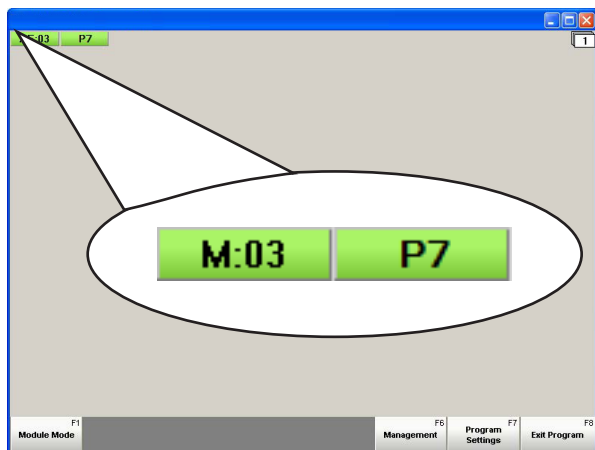 :03 P7
1
M:03 P7
F1
Module Mode
F6
Management
F7
Program
Settings
F8
Exit Program